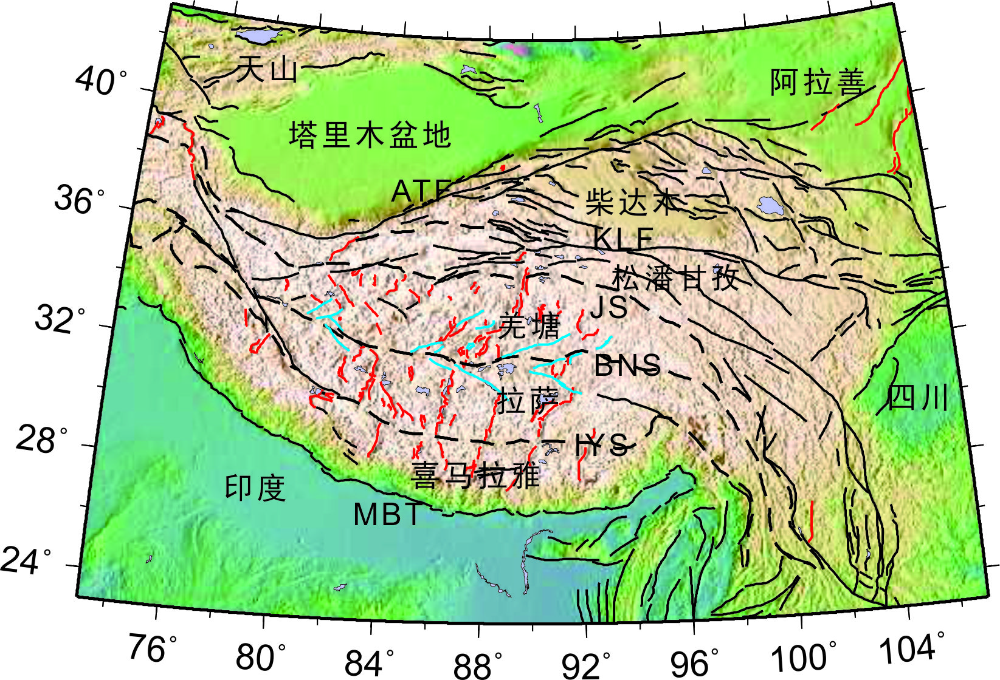 天山
40°
阿拉善
塔里木盆地
ATF
36°
柴达木
KLF
松潘甘孜
JS
32°
羌塘
BNS
拉萨
四川
28°
IYS
喜马拉雅
印度
MBT
24°
76°
80°
84°
88°
92°
96°
100°
104°